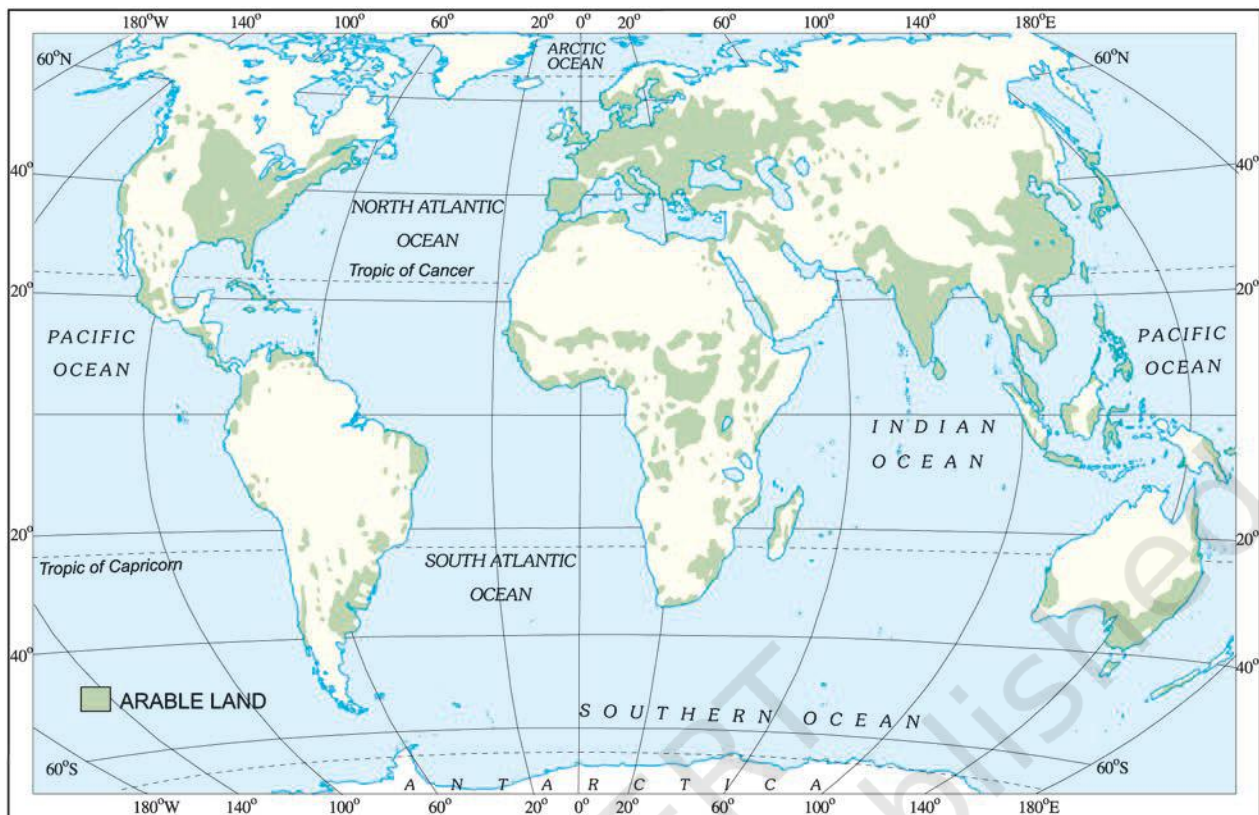 180°W 140° 100° 60° 20° 0° 20° 60° 100° 140° 180°E
ARCTIC
OCEAN
60°N
60°N
40°
40°
NORTH ATLANTIC
OCEAN
Tropic of Cancer
20°
20°
PACIFIC
OCEAN
PACIFIC
OCEAN
INDIAN
OCEAN
20°
20°
Tropic of Capricorn
SOUTH ATLANTIC
OCEAN
40°
40°
ARABLE LAND
SOUTHERN OCEAN
60°S
60°S
ANTARCTICA
180°W 140° 100° 60° 20° 0° 20° 60° 100° 140° 180°E